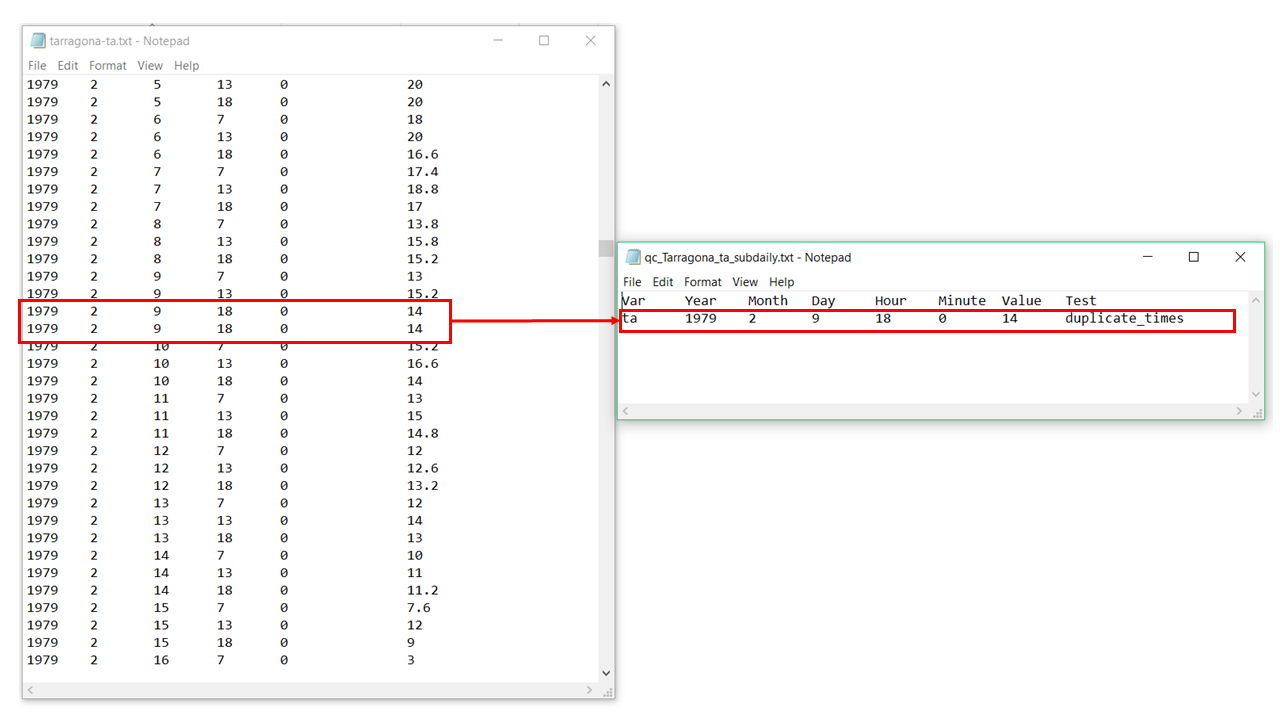 tarragona-ta.txt - Notepad
File Edit Format View Help
1979 2 5 13 0 20
1979 2 5 18 0 20
1979 2 6 7 0 18
1979 2 6 13 0 20
1979 2 6 18 0 16.6
1979 2 7 7 0 17.4
1979 2 7 13 0 18.8
1979 2 7 18 0 17
1979 2 8 7 0 13.8
1979 2 8 13 0 15.8
1979 2 8 18 0 15.2
1979 2 9 7 0 13
1979 2 9 13 0 15.2
1979 2 9 18 0 14
1979 2 9 18 0 14
1979 2 10 7 0 15.2
1979 2 10 13 0 16.6
1979 2 10 18 0 14
1979 2 11 7 0 13
1979 2 11 13 0 15
1979 2 11 18 0 14.8
1979 2 12 7 0 12
1979 2 12 13 0 12.6
1979 2 12 18 0 13.2
1979 2 13 7 0 12
1979 2 13 13 0 14
1979 2 13 18 0 13
1979 2 14 7 0 10
1979 2 14 13 0 11
1979 2 14 18 0 11.2
1979 2 15 7 0 7.6
1979 2 15 13 0 12
1979 2 15 18 0 9
1979 2 16 7 0 3
qc_Tarragona_ta_subdaily.txt - Notepad
File Edit Format View Help
Var Year Month Day Hour Minute Value Test
ta 1979 2 9 18 0 14 duplicate_times